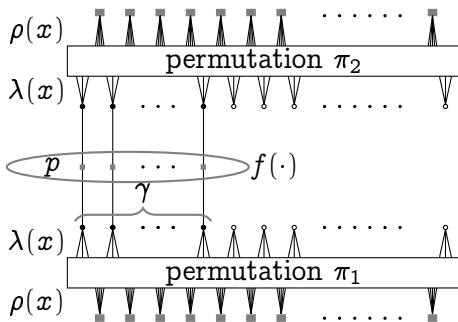 ρ(x) . . . . . .
permutation π₂
λ(x) . . . . . . . . .
p . . . f(·)
γ
λ(x) . . . . . . . . .
permutation π₁
ρ(x) . . . . . .